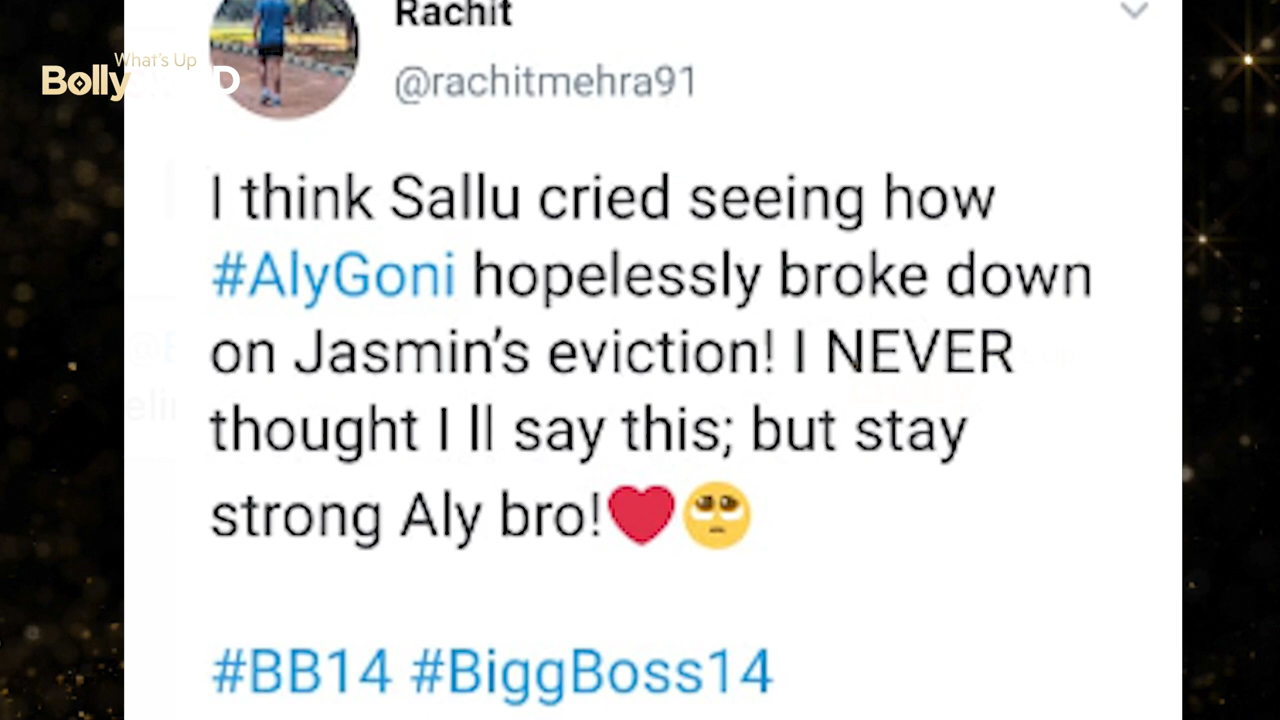 What's Up
Bolly D
Rachit
@rachitmehra91
I think Sallu cried seeing how
#AlyGoni hopelessly broke down
on Jasmin's eviction! I NEVER
thought I ll say this; but stay
strong Aly bro!❤️🥺
#BB14 #BiggBoss14